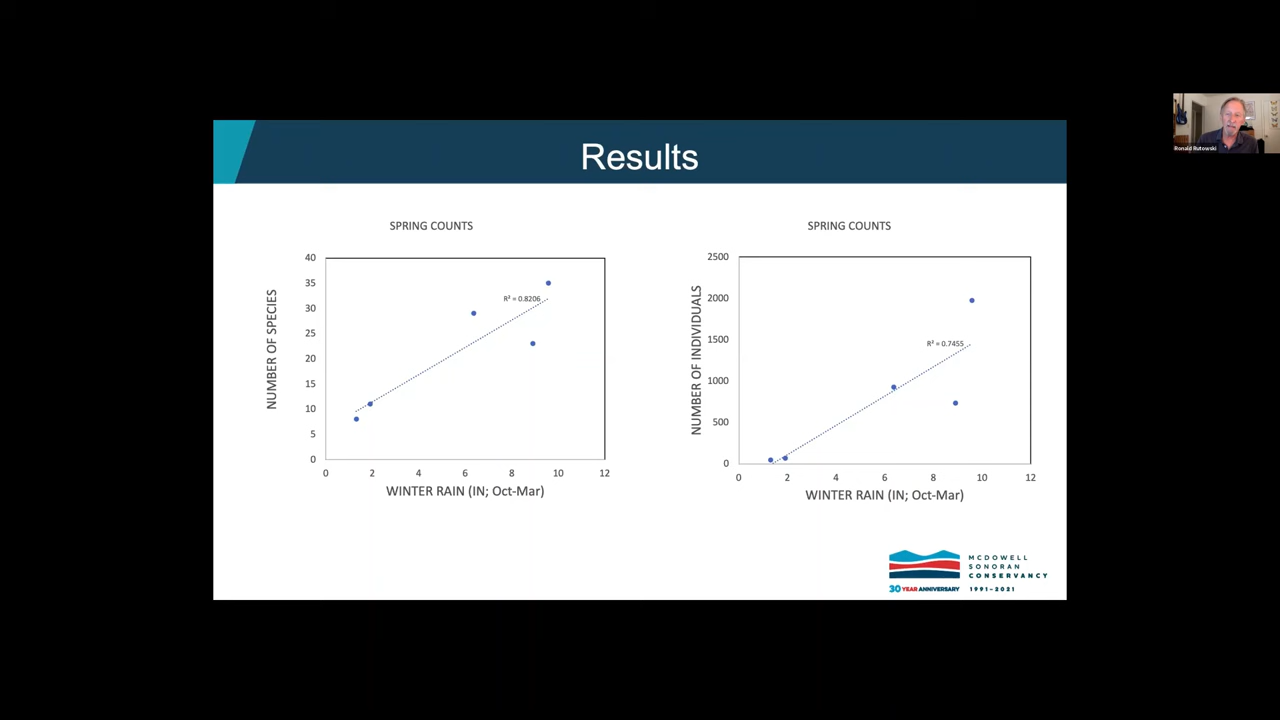 Results
SPRING COUNTS
40
35
30
25
20
15
10
5
0
NUMBER OF SPECIES
R² = 0.8206
0 2 4 6 8 10 12
WINTER RAIN (IN; Oct-Mar)
SPRING COUNTS
2500
2000
1500
1000
500
0
NUMBER OF INDIVIDUALS
R² = 0.7455
0 2 4 6 8 10 12
WINTER RAIN (IN; Oct-Mar)
MCDOWELL
SONORAN
CONSERVANCY
30 YEAR ANNIVERSARY 1991-2021
Ronald Rutowski